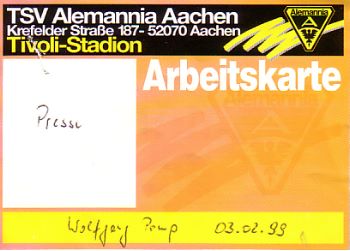 TSV Alemannia Aachen
Krefelder Straße 187- 52070 Aachen
Tivoli-Stadion
Alemannia
Arbeitskarte
Presse
Wolfgang Pomp 03.02.99